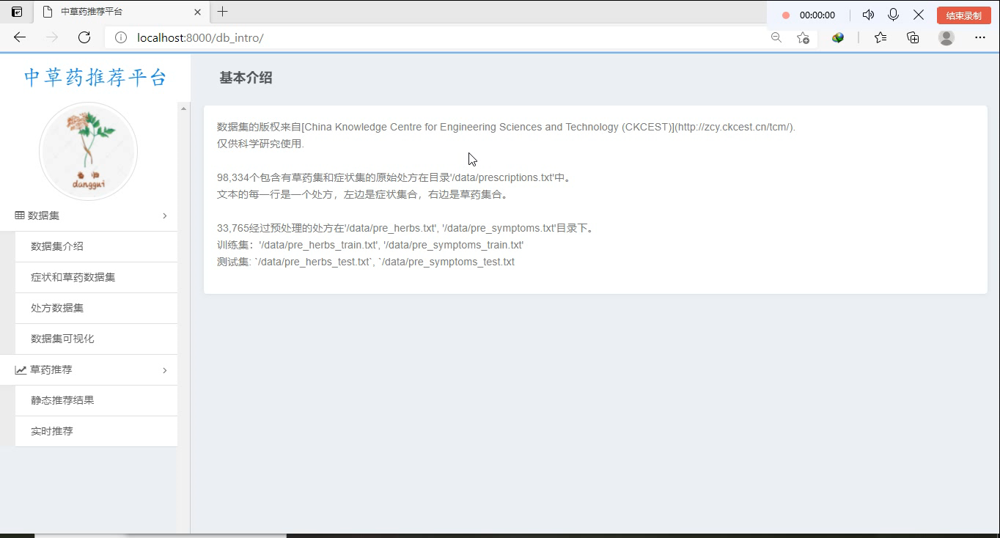 中草药推荐平台
00:00:00
结束录制
localhost:8000/db_intro/
中草药推荐平台
当归
danggui
数据集
数据集介绍
症状和草药数据集
处方数据集
数据集可视化
草药推荐
静态推荐结果
实时推荐
基本介绍
数据集的版权来自[China Knowledge Centre for Engineering Sciences and Technology (CKCEST)](http://zcy.ckcest.cn/tcm/).
仅供科学研究使用.
98,334个包含有草药集和症状集的原始处方在目录'/data/prescriptions.txt'中。
文本的每一行是一个处方，左边是症状集合，右边是草药集合。
33,765经过预处理的处方在'/data/pre_herbs.txt', '/data/pre_symptoms.txt'目录下。
训练集：'/data/pre_herbs_train.txt', '/data/pre_symptoms_train.txt'
测试集: `/data/pre_herbs_test.txt`, `/data/pre_symptoms_test.txt